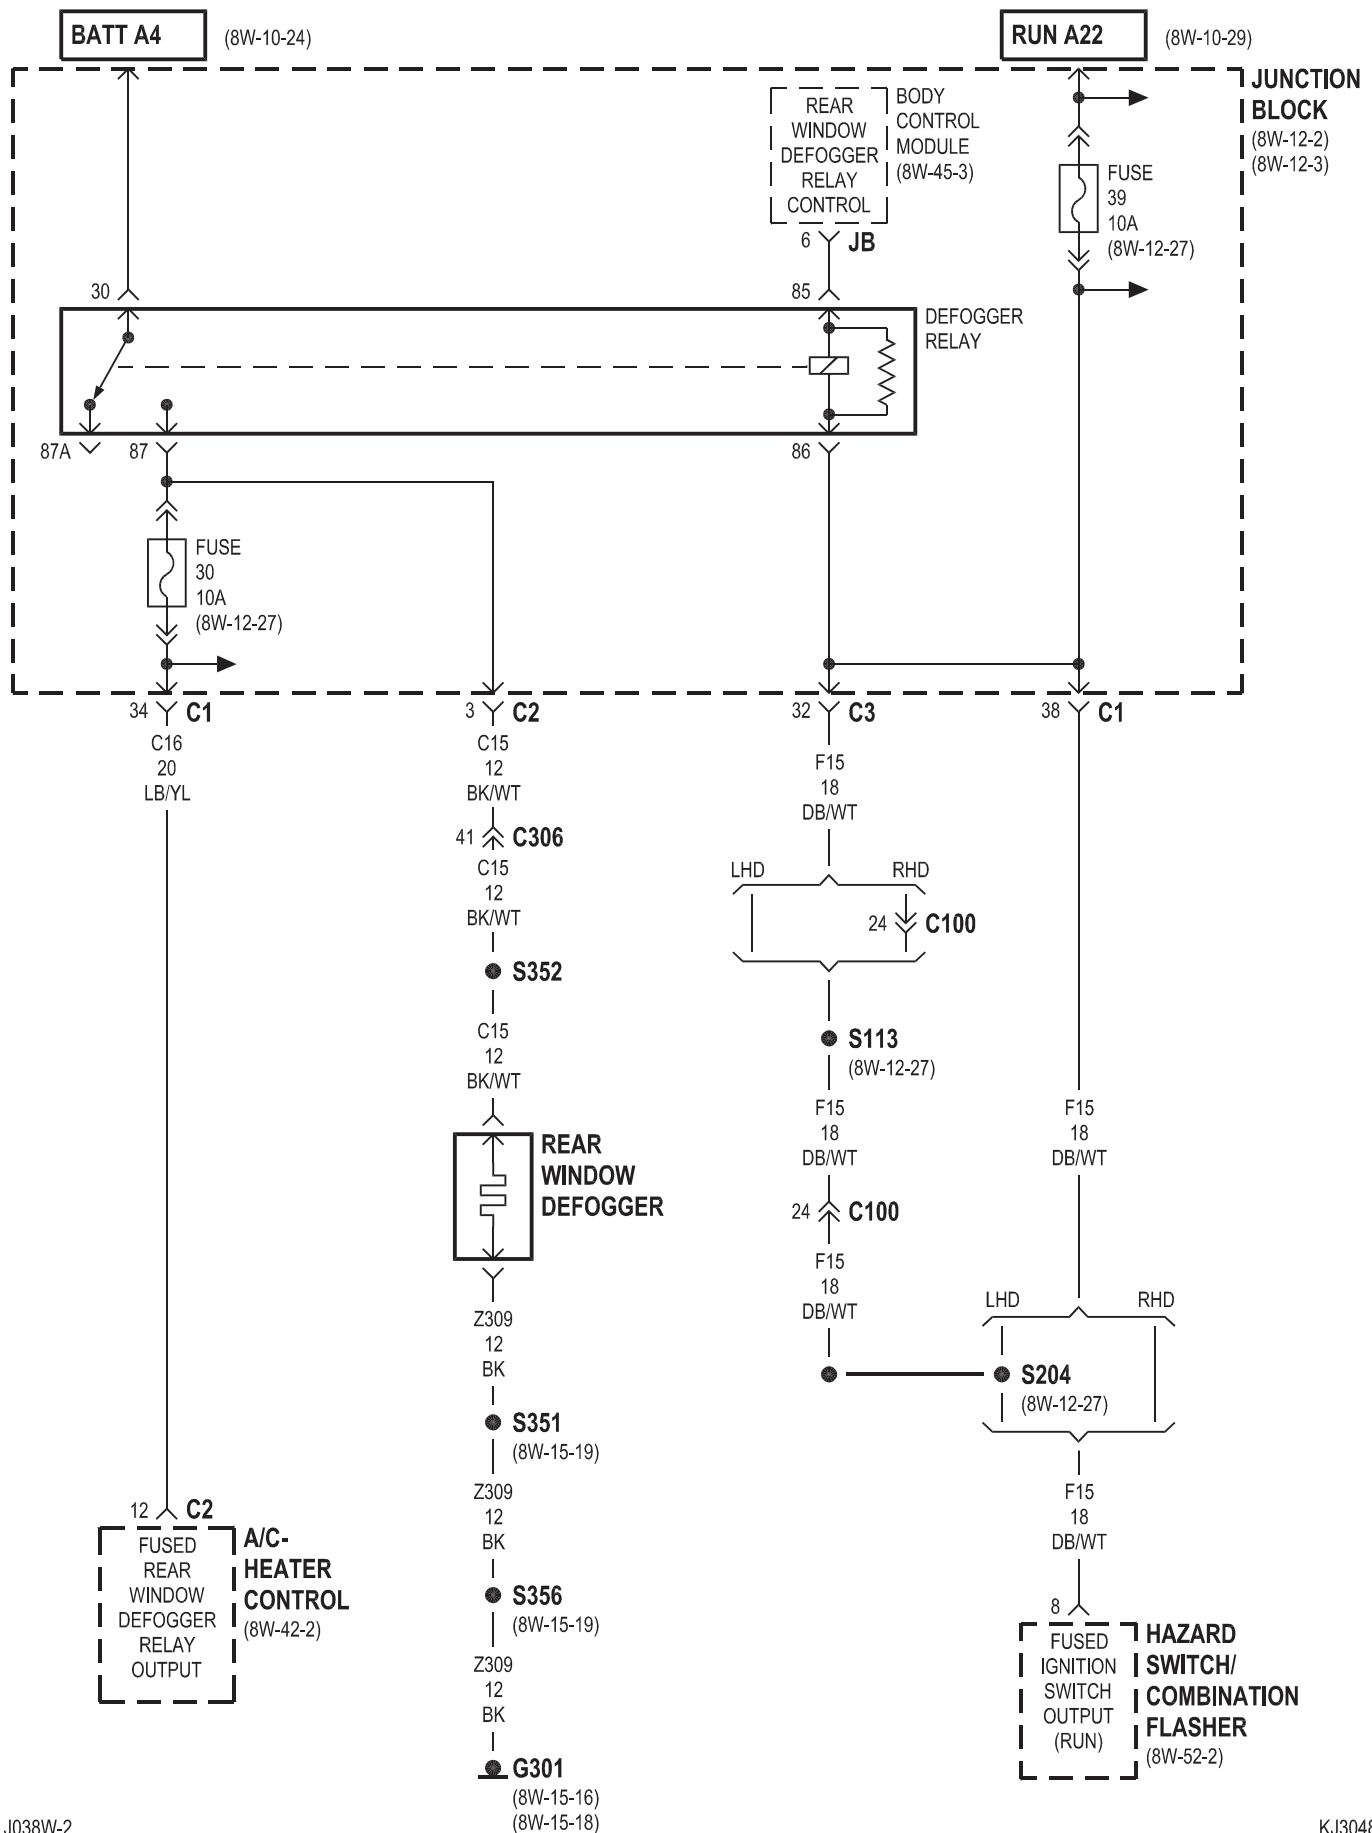 BATT A4
(8W-10-24)
RUN A22
(8W-10-29)
JUNCTION
BLOCK
(8W-12-2)
(8W-12-3)
REAR
WINDOW
DEFOGGER
RELAY
CONTROL
BODY
CONTROL
MODULE
(8W-45-3)
6
JB
FUSE
39
10A
(8W-12-27)
30
85
DEFOGGER
RELAY
87A
87
86
FUSE
30
10A
(8W-12-27)
34
C1
3
C2
32
C3
38
C1
C16
20
LB/YL
C15
12
BK/WT
F15
18
DB/WT
41
C306
C15
12
BK/WT
LHD
RHD
24
C100
S352
C15
12
BK/WT
S113
(8W-12-27)
F15
18
DB/WT
F15
18
DB/WT
REAR
WINDOW
DEFOGGER
24
C100
F15
18
DB/WT
LHD
RHD
Z309
12
BK
S204
(8W-12-27)
S351
(8W-15-19)
Z309
12
BK
F15
18
DB/WT
12
C2
FUSED
REAR
WINDOW
DEFOGGER
RELAY
OUTPUT
A/C-
HEATER
CONTROL
(8W-42-2)
S356
(8W-15-19)
Z309
12
BK
8
FUSED
IGNITION
SWITCH
OUTPUT
(RUN)
HAZARD
SWITCH/
COMBINATION
FLASHER
(8W-52-2)
G301
(8W-15-16)
(8W-15-18)
J038W-2
KJ3048